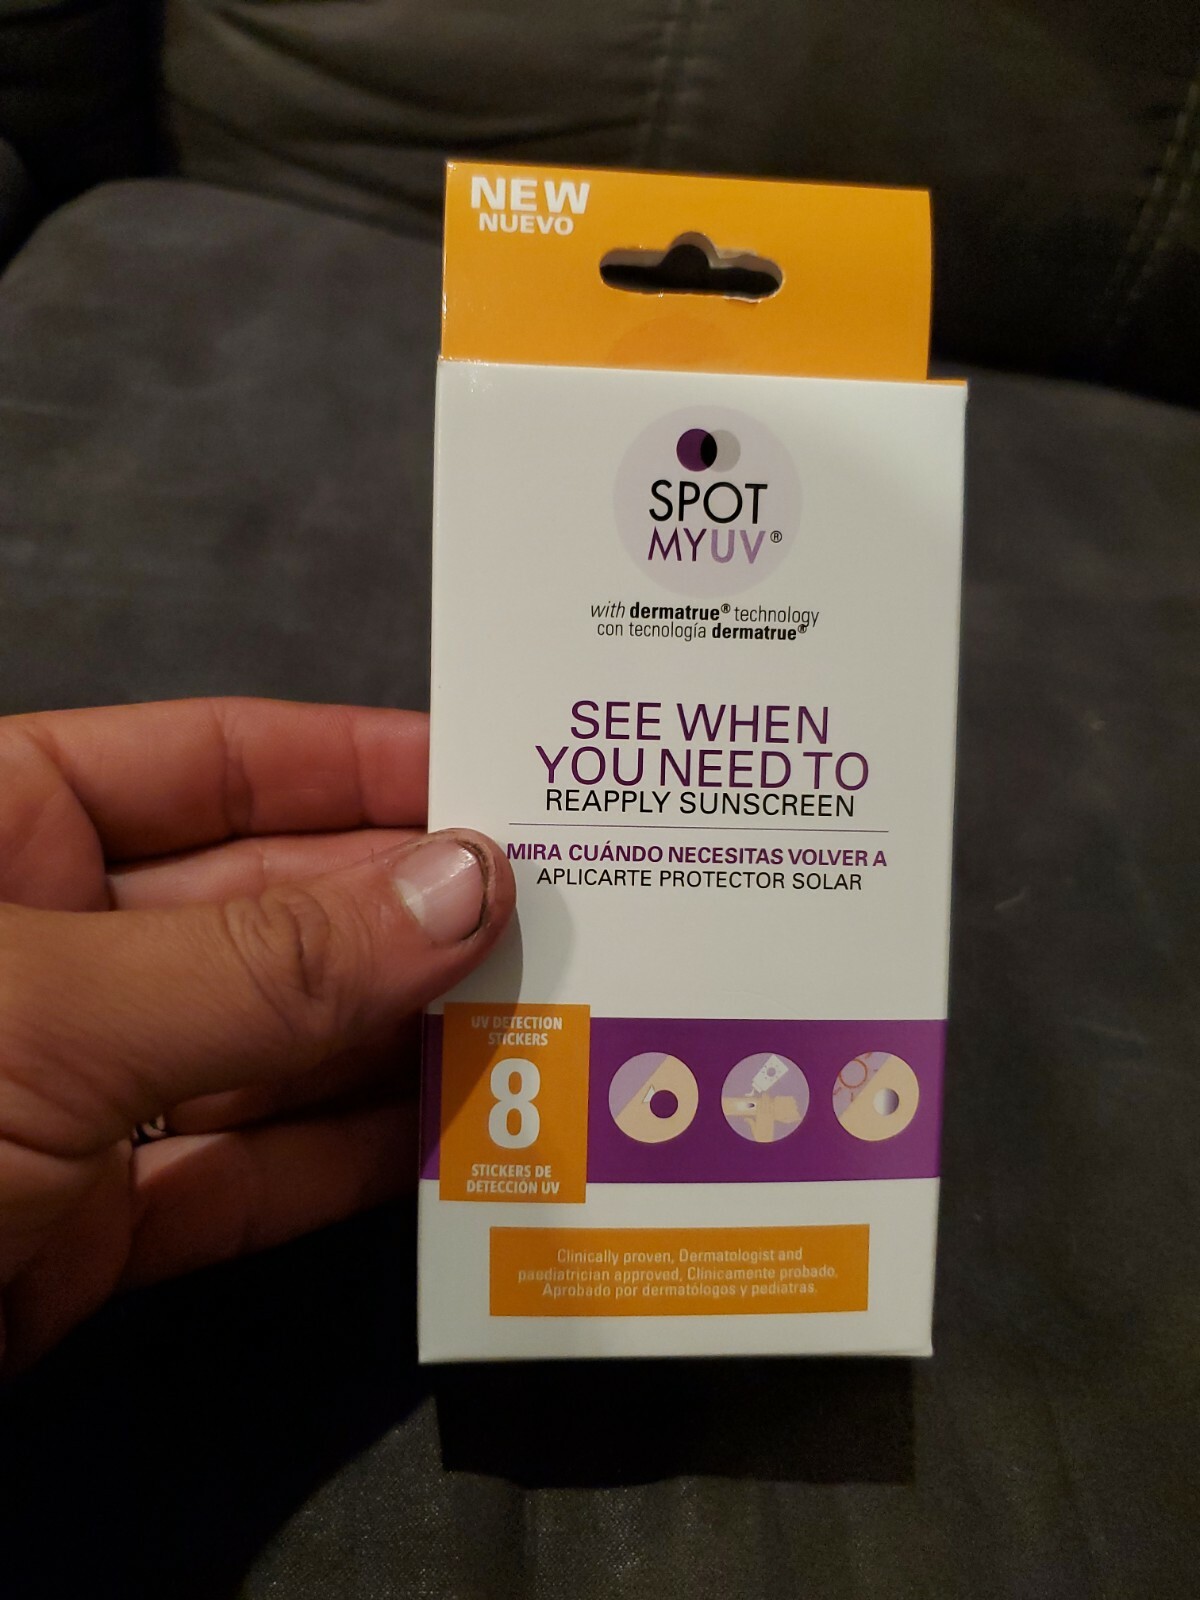 NEW
NUEVO
SPOT
MYUV®
with dermatrue® technology
con tecnología dermatrue®
SEE WHEN
YOU NEED TO
REAPPLY SUNSCREEN
MIRA CUÁNDO NECESITAS VOLVER A
APLICARTE PROTECTOR SOLAR
UV DETECTION
STICKERS
8
STICKERS DE
DETECCIÓN UV
Clinically proven, Dermatologist and
paediatrician approved, Clínicamente probado.
Aprobado por dermatólogos y pediatras.